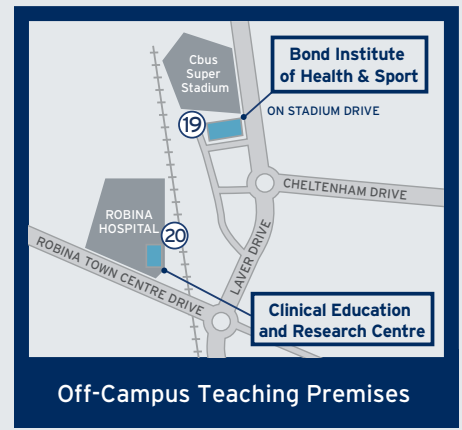 Cbus
Super
Stadium
Bond Institute
of Health & Sport
ON STADIUM DRIVE
19
CHELTENHAM DRIVE
ROBINA
HOSPITAL
20
LAVER DRIVE
ROBINA TOWN CENTRE DRIVE
Clinical Education
and Research Centre
Off-Campus Teaching Premises